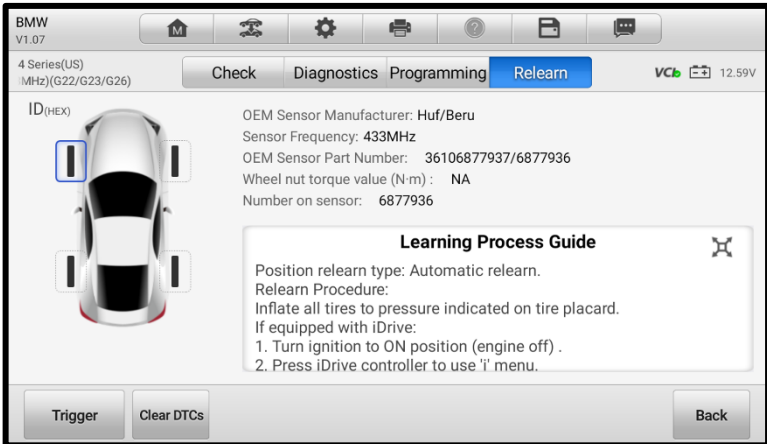 BMW
V1.07
M
?
4 Series(US)
MHz)(G22/G23/G26)
Check
Diagnostics
Programming
Relearn
VCI
12.59V
ID(HEX)
OEM Sensor Manufacturer: Huf/Beru
Sensor Frequency: 433MHz
OEM Sensor Part Number: 36106877937/6877936
Wheel nut torque value (N·m) : NA
Number on sensor: 6877936
Learning Process Guide
Position relearn type: Automatic relearn.
Relearn Procedure:
Inflate all tires to pressure indicated on tire placard.
If equipped with iDrive:
1. Turn ignition to ON position (engine off) .
2. Press iDrive controller to use 'i' menu.
Trigger
Clear DTCs
Back